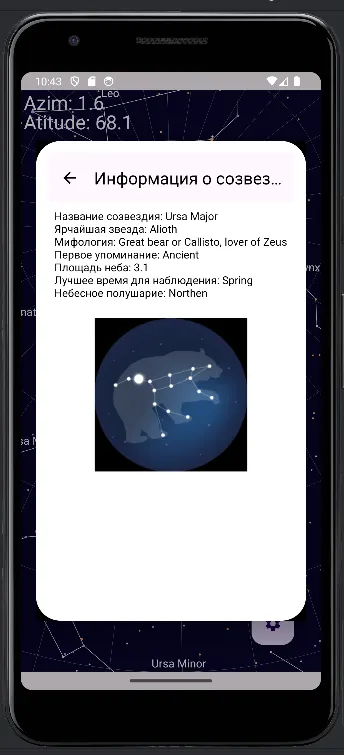 10:43
Leo
Azim: 1.6
Atitude: 68.1
Информация о созвез...
Название созвездия: Ursa Major
Ярчайшая звезда: Alioth
Мифология: Great bear or Callisto, lover of Zeus
Первое упоминание: Ancient
Площадь неба: 3.1
Лучшее время для наблюдения: Spring
Небесное полушарие: Northen
ynx
nat
sa M
Ursa Minor